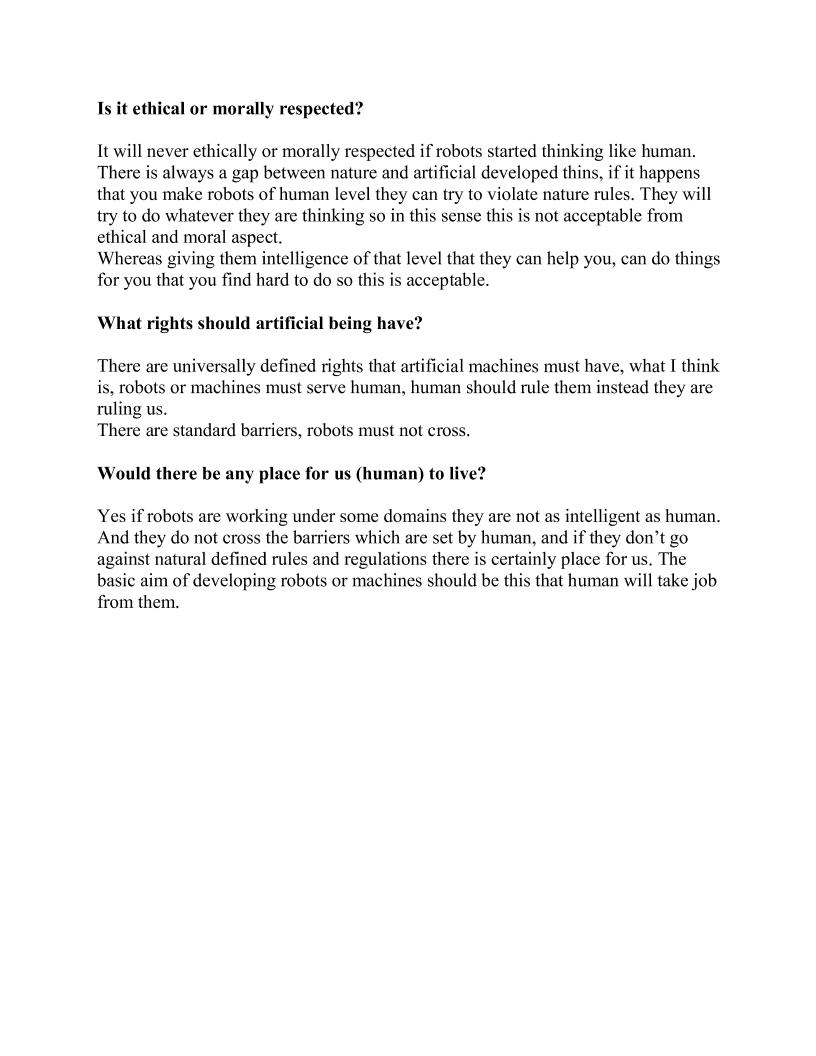 Is it ethical or morally respected?
It will never ethically or morally respected if robots started thinking like human.
There is always a gap between nature and artificial developed thins, if it happens
that you make robots of human level they can try to violate nature rules. They will
try to do whatever they are thinking so in this sense this is not acceptable from
ethical and moral aspect.
Whereas giving them intelligence of that level that they can help you, can do things
for you that you find hard to do so this is acceptable.
What rights should artificial being have?
There are universally defined rights that artificial machines must have, what I think
is, robots or machines must serve human, human should rule them instead they are
ruling us.
There are standard barriers, robots must not cross.
Would there be any place for us (human) to live?
Yes if robots are working under some domains they are not as intelligent as human.
And they do not cross the barriers which are set by human, and if they don’t go
against natural defined rules and regulations there is certainly place for us. The
basic aim of developing robots or machines should be this that human will take job
from them.